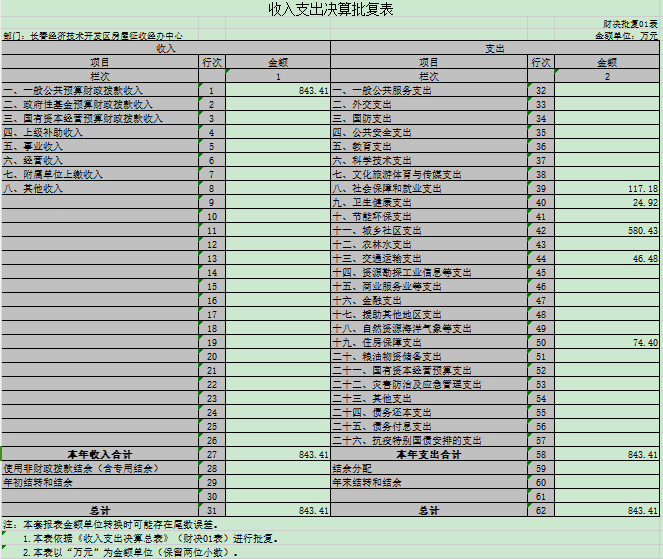 收入支出决算批复表
财决批复01表
部门：长春经济技术开发区房屋征收经办中心 金额单位：万元
收入 支出
项目 行次 金额 项目 行次 金额
栏次 1 栏次 2
一、一般公共预算财政拨款收入 1 843.41 一、一般公共服务支出 32
二、政府性基金预算财政拨款收入 2 二、外交支出 33
三、国有资本经营预算财政拨款收入 3 三、国防支出 34
四、上级补助收入 4 四、公共安全支出 35
五、事业收入 5 五、教育支出 36
六、经营收入 6 六、科学技术支出 37
七、附属单位上缴收入 7 七、文化旅游体育与传媒支出 38
八、其他收入 8 八、社会保障和就业支出 39 117.18
9 九、卫生健康支出 40 24.92
10 十、节能环保支出 41
11 十一、城乡社区支出 42 580.43
12 十二、农林水支出 43
13 十三、交通运输支出 44 46.48
14 十四、资源勘探工业信息等支出 45
15 十五、商业服务业等支出 46
16 十六、金融支出 47
17 十七、援助其他地区支出 48
18 十八、自然资源海洋气象等支出 49
19 十九、住房保障支出 50 74.40
20 二十、粮油物资储备支出 51
21 二十一、国有资本经营预算支出 52
22 二十二、灾害防治及应急管理支出 53
23 二十三、其他支出 54
24 二十四、债务还本支出 55
25 二十五、债务付息支出 56
26 二十六、抗疫特别国债安排的支出 57
本年收入合计 27 843.41 本年支出合计 58 843.41
使用非财政拨款结余（含专用结余） 28 结余分配 59
年初结转和结余 29 年末结转和结余 60
30 61
总计 31 843.41 总计 62 843.41
注：本套报表金额单位转换时可能存在尾数误差。
1.本表依据《收入支出决算总表》（财决01表）进行批复。
2.本表以“万元”为金额单位（保留两位小数）。